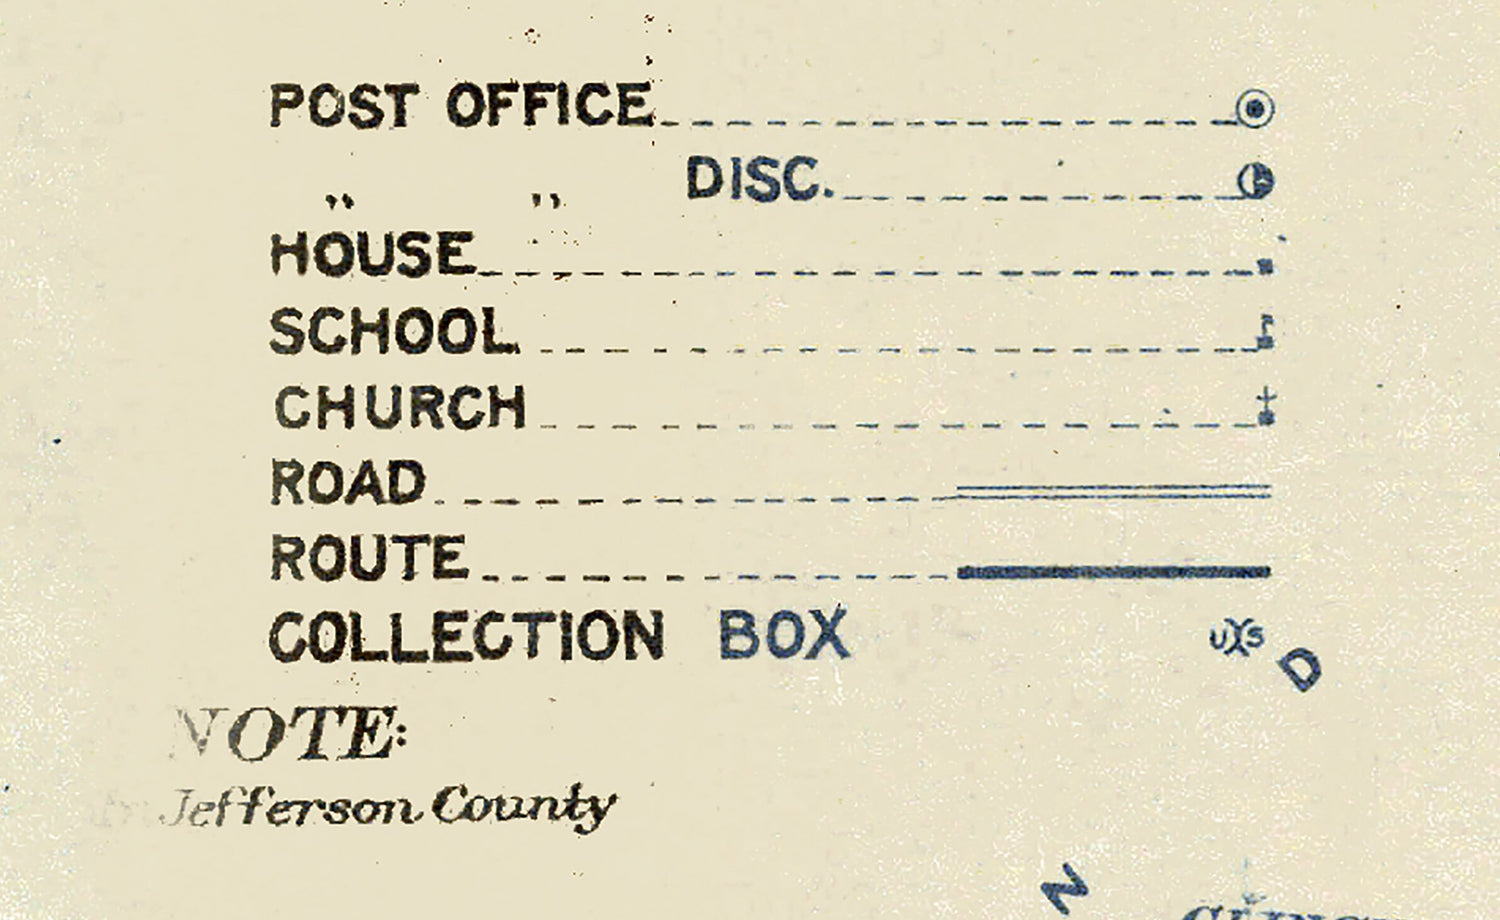 POST OFFICE
" " DISC.
HOUSE
SCHOOL
CHURCH
ROAD
ROUTE
COLLECTION BOX U S
D
NOTE:
Jefferson County
N